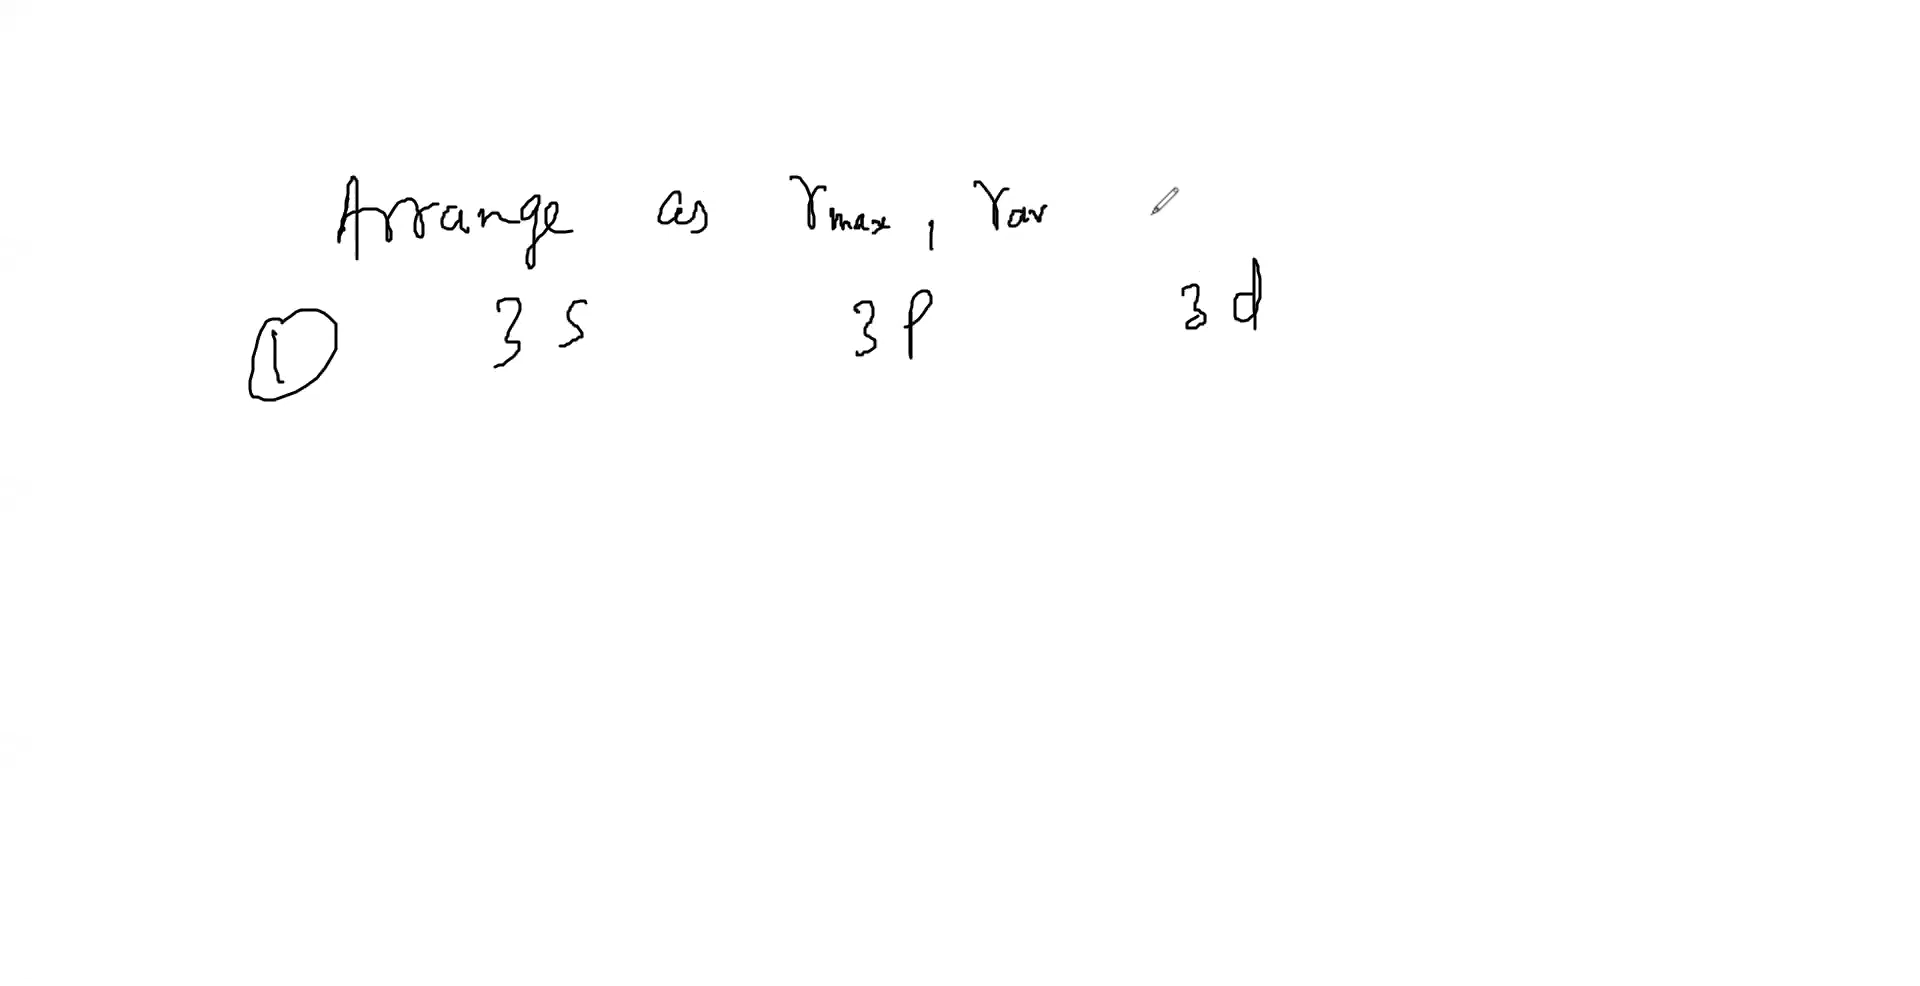 Arrange as rmax, rav
① 3s 3p 3d